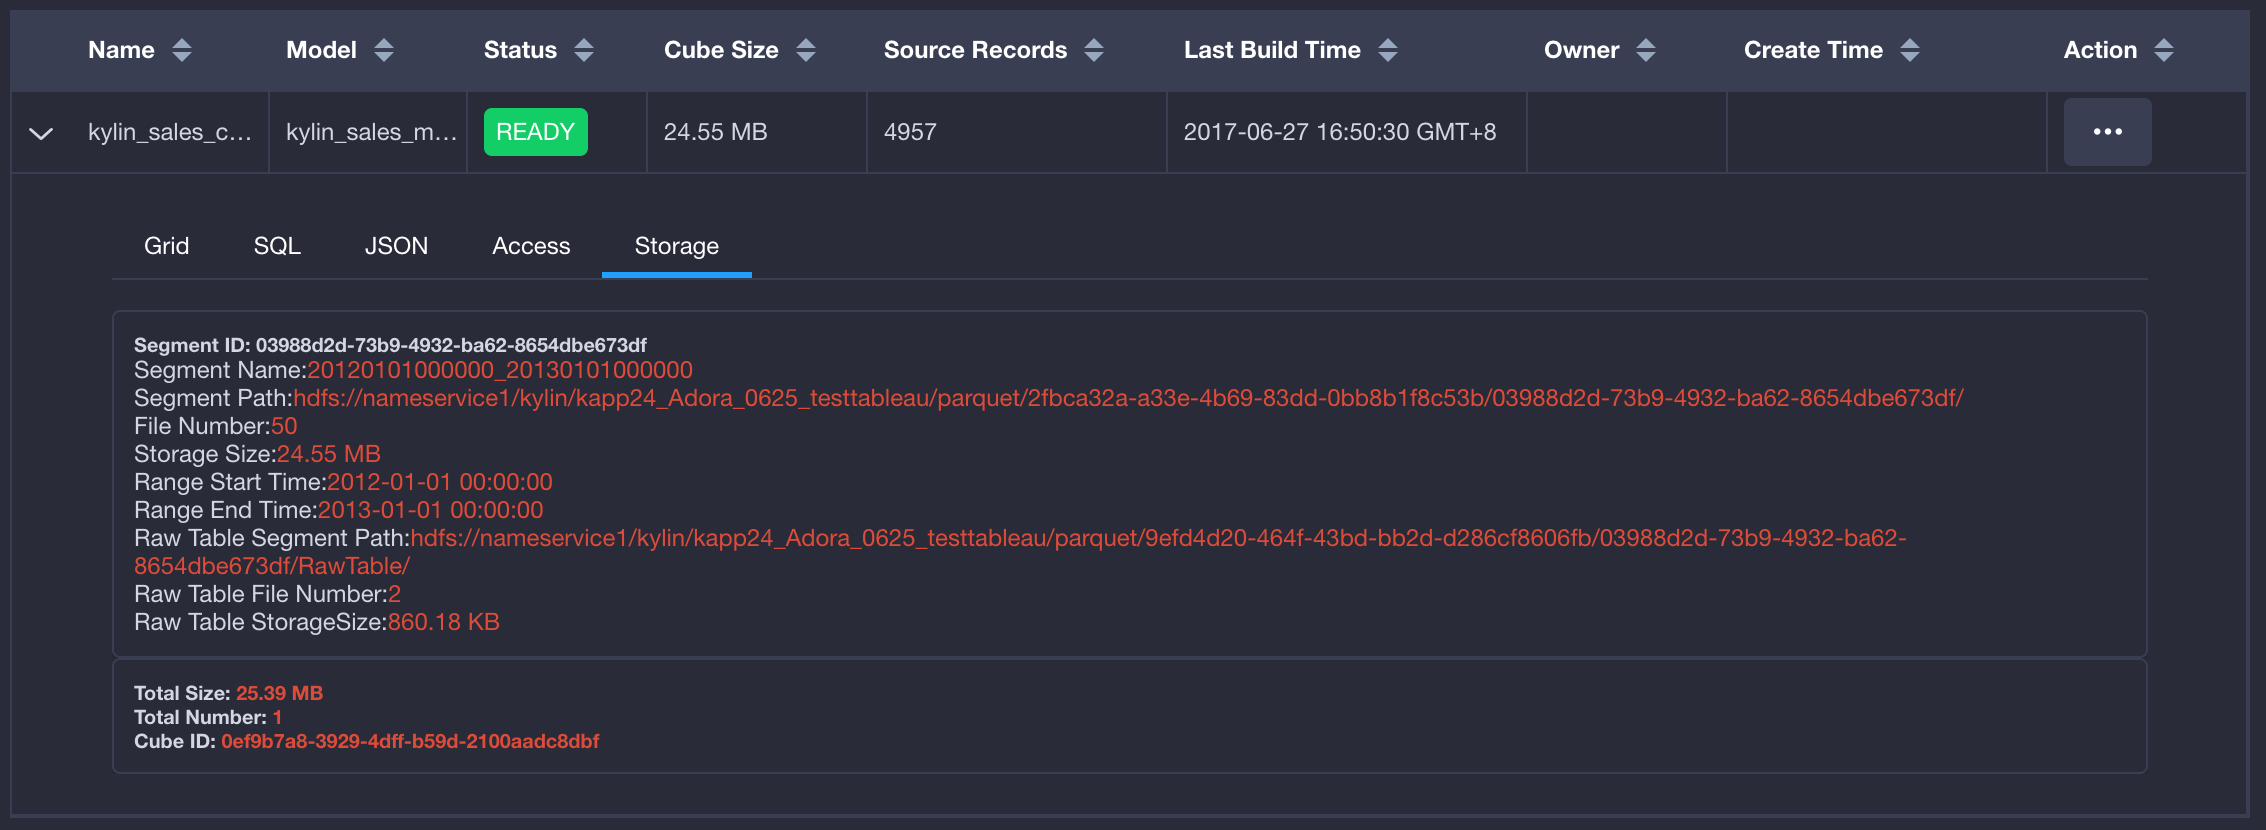 Name Model Status Cube Size Source Records Last Build Time Owner Create Time Action
kylin_sales_c... kylin_sales_m... READY 24.55 MB 4957 2017-06-27 16:50:30 GMT+8
Grid SQL JSON Access Storage
Segment ID: 03988d2d-73b9-4932-ba62-8654dbe673df
Segment Name:20120101000000_20130101000000
Segment Path:hdfs://nameservice1/kylin/kapp24_Adora_0625_testtableau/parquet/2fbca32a-a33e-4b69-83dd-0bb8b1f8c53b/03988d2d-73b9-4932-ba62-8654dbe673df/
File Number:50
Storage Size:24.55 MB
Range Start Time:2012-01-01 00:00:00
Range End Time:2013-01-01 00:00:00
Raw Table Segment Path:hdfs://nameservice1/kylin/kapp24_Adora_0625_testtableau/parquet/9efd4d20-464f-43bd-bb2d-d286cf8606fb/03988d2d-73b9-4932-ba62-
8654dbe673df/RawTable/
Raw Table File Number:2
Raw Table StorageSize:860.18 KB
Total Size: 25.39 MB
Total Number: 1
Cube ID: 0ef9b7a8-3929-4dff-b59d-2100aadc8dbf